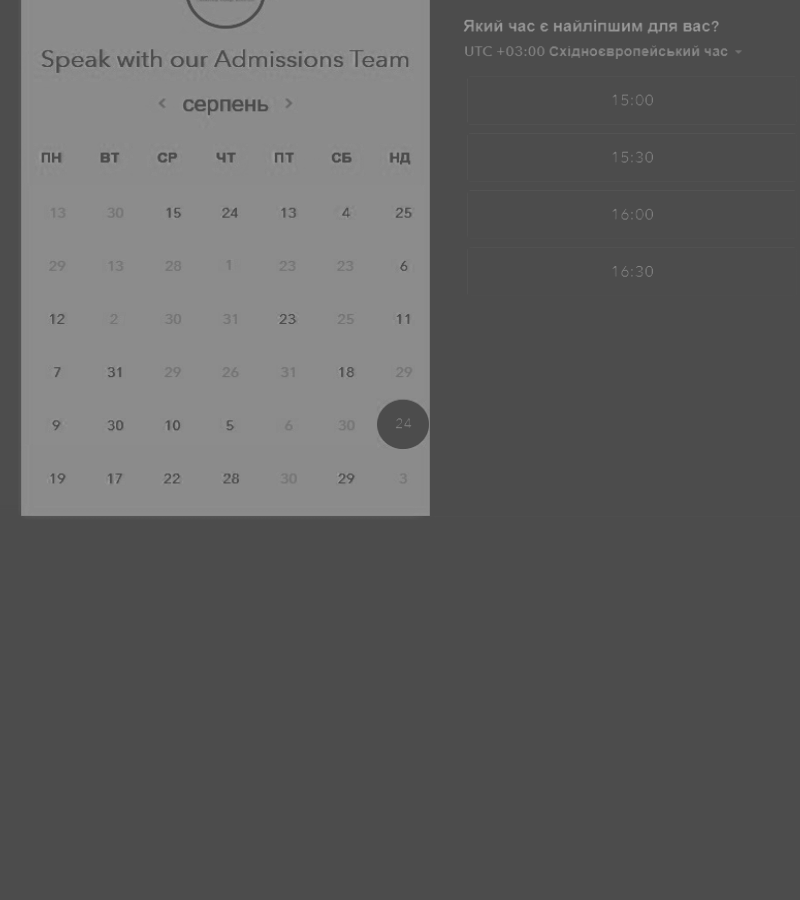 Speak with our Admissions Team
серпень
ПН ВТ СР ЧТ ПТ СБ НД
13 30 15 24 13 4 25
29 13 28 1 23 23 6
12 2 30 31 23 25 11
7 31 29 26 31 18 29
9 30 10 5 6 30 24
19 17 22 28 30 29 3
Який час є найліпшим для вас?
UTC +03:00 Східноєвропейський час
15:00
15:30
16:00
16:30